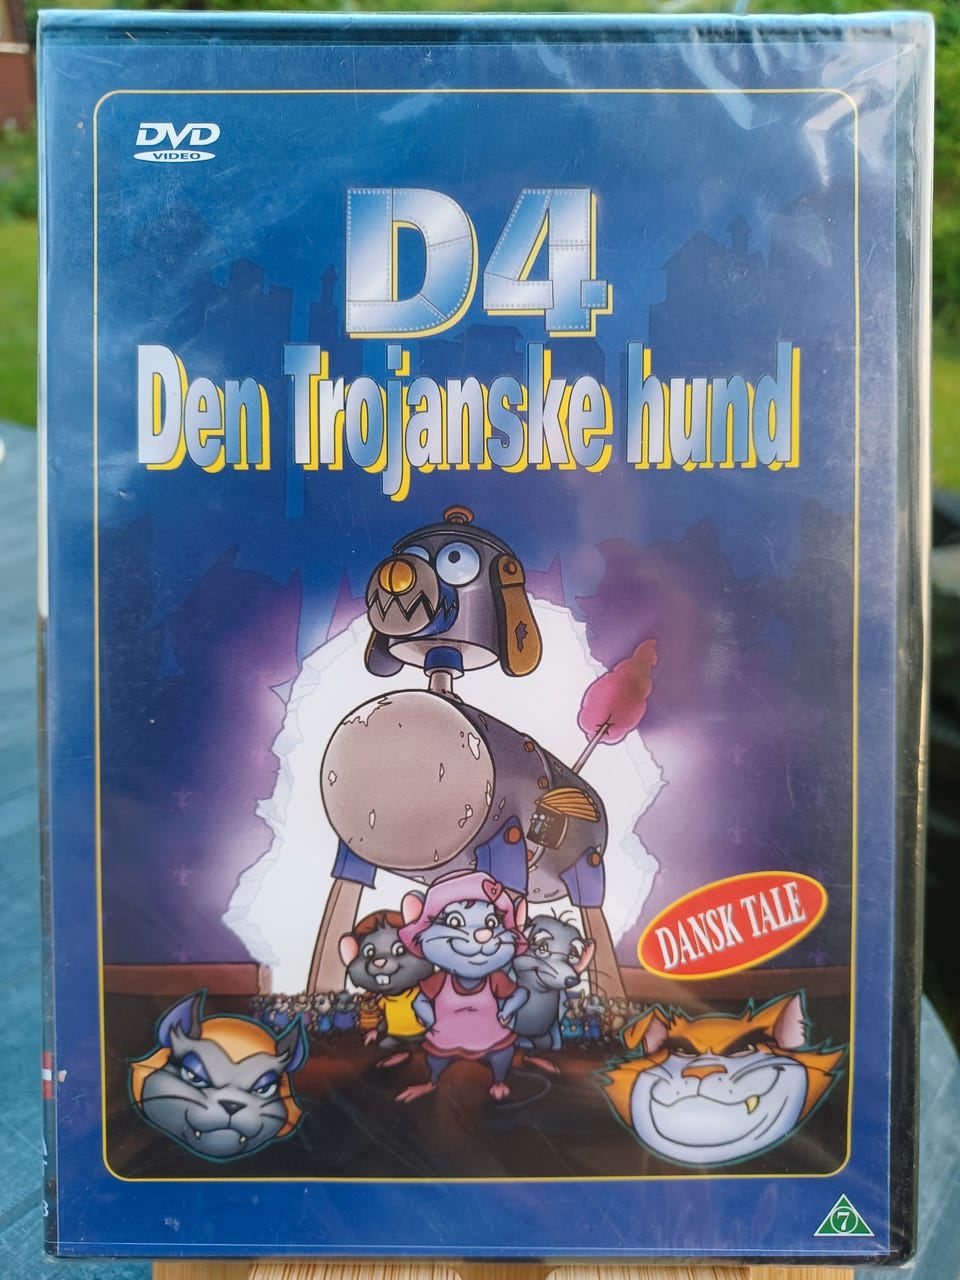 DVD
VIDEO
D4
Den Trojanske hund
DANSK TALE
7